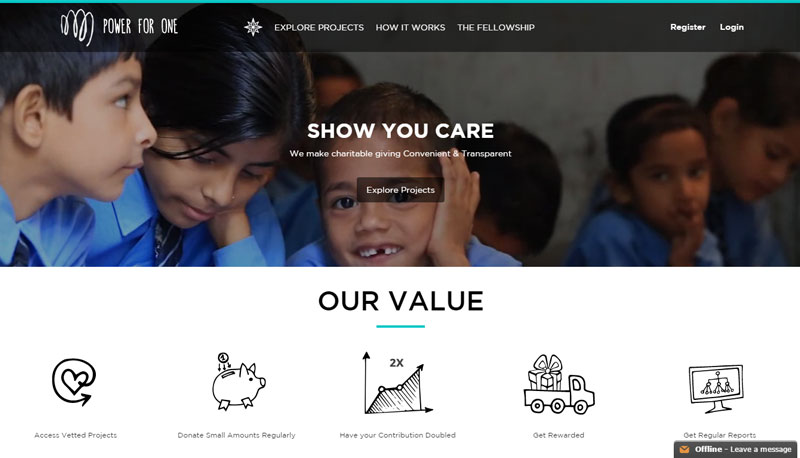 POWER FOR ONE
EXPLORE PROJECTS HOW IT WORKS THE FELLOWSHIP
Register Login
SHOW YOU CARE
We make charitable giving Convenient & Transparent
Explore Projects
OUR VALUE
$
2X
Access Vetted Projects
Donate Small Amounts Regularly
Have your Contribution Doubled
Get Rewarded
Get Regular Reports
Offline – Leave a message